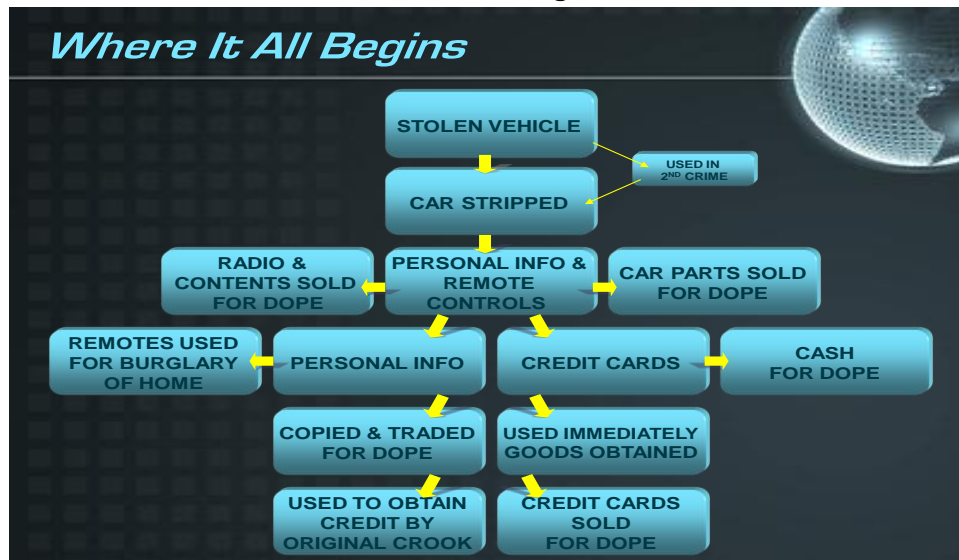 Where It All Begins
STOLEN VEHICLE
USED IN
2ND CRIME
CAR STRIPPED
RADIO &
CONTENTS SOLD
FOR DOPE
PERSONAL INFO &
REMOTE
CONTROLS
CAR PARTS SOLD
FOR DOPE
REMOTES USED
FOR BURGLARY
OF HOME
PERSONAL INFO
CREDIT CARDS
CASH
FOR DOPE
COPIED & TRADED
FOR DOPE
USED IMMEDIATELY
GOODS OBTAINED
USED TO OBTAIN
CREDIT BY
ORIGINAL CROOK
CREDIT CARDS
SOLD
FOR DOPE